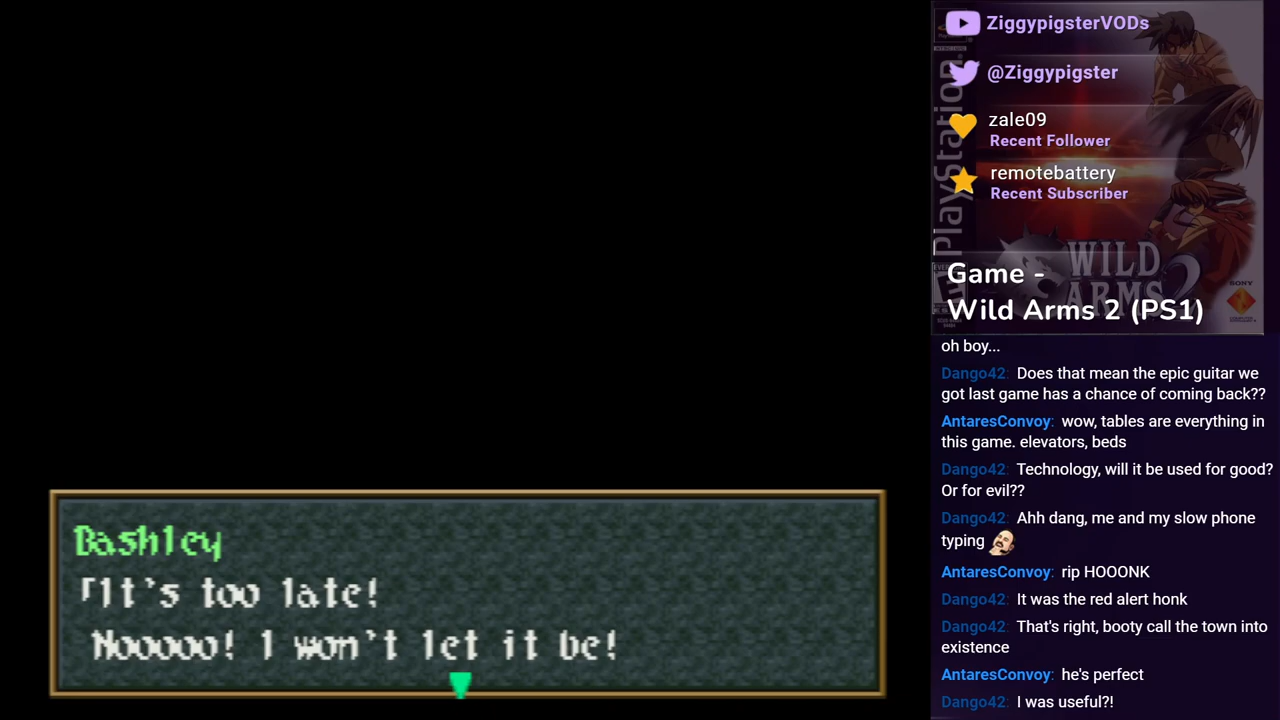 Bashley
「It's too late!
Nooooo! I won't let it be!
ZiggypigsterVODs
@Ziggypigster
zale09
Recent Follower
remotebattery
Recent Subscriber
PlayStation
WILD
ARMS 2
SONY
Game -
Wild Arms 2 (PS1)
oh boy...
Dango42: Does that mean the epic guitar we
got last game has a chance of coming back??
AntaresConvoy: wow, tables are everything in
this game. elevators, beds
Dango42: Technology, will it be used for good?
Or for evil??
Dango42: Ahh dang, me and my slow phone
typing
AntaresConvoy: rip HOOONK
Dango42: It was the red alert honk
Dango42: That's right, booty call the town into
existence
AntaresConvoy: he's perfect
Dango42: I was useful?!